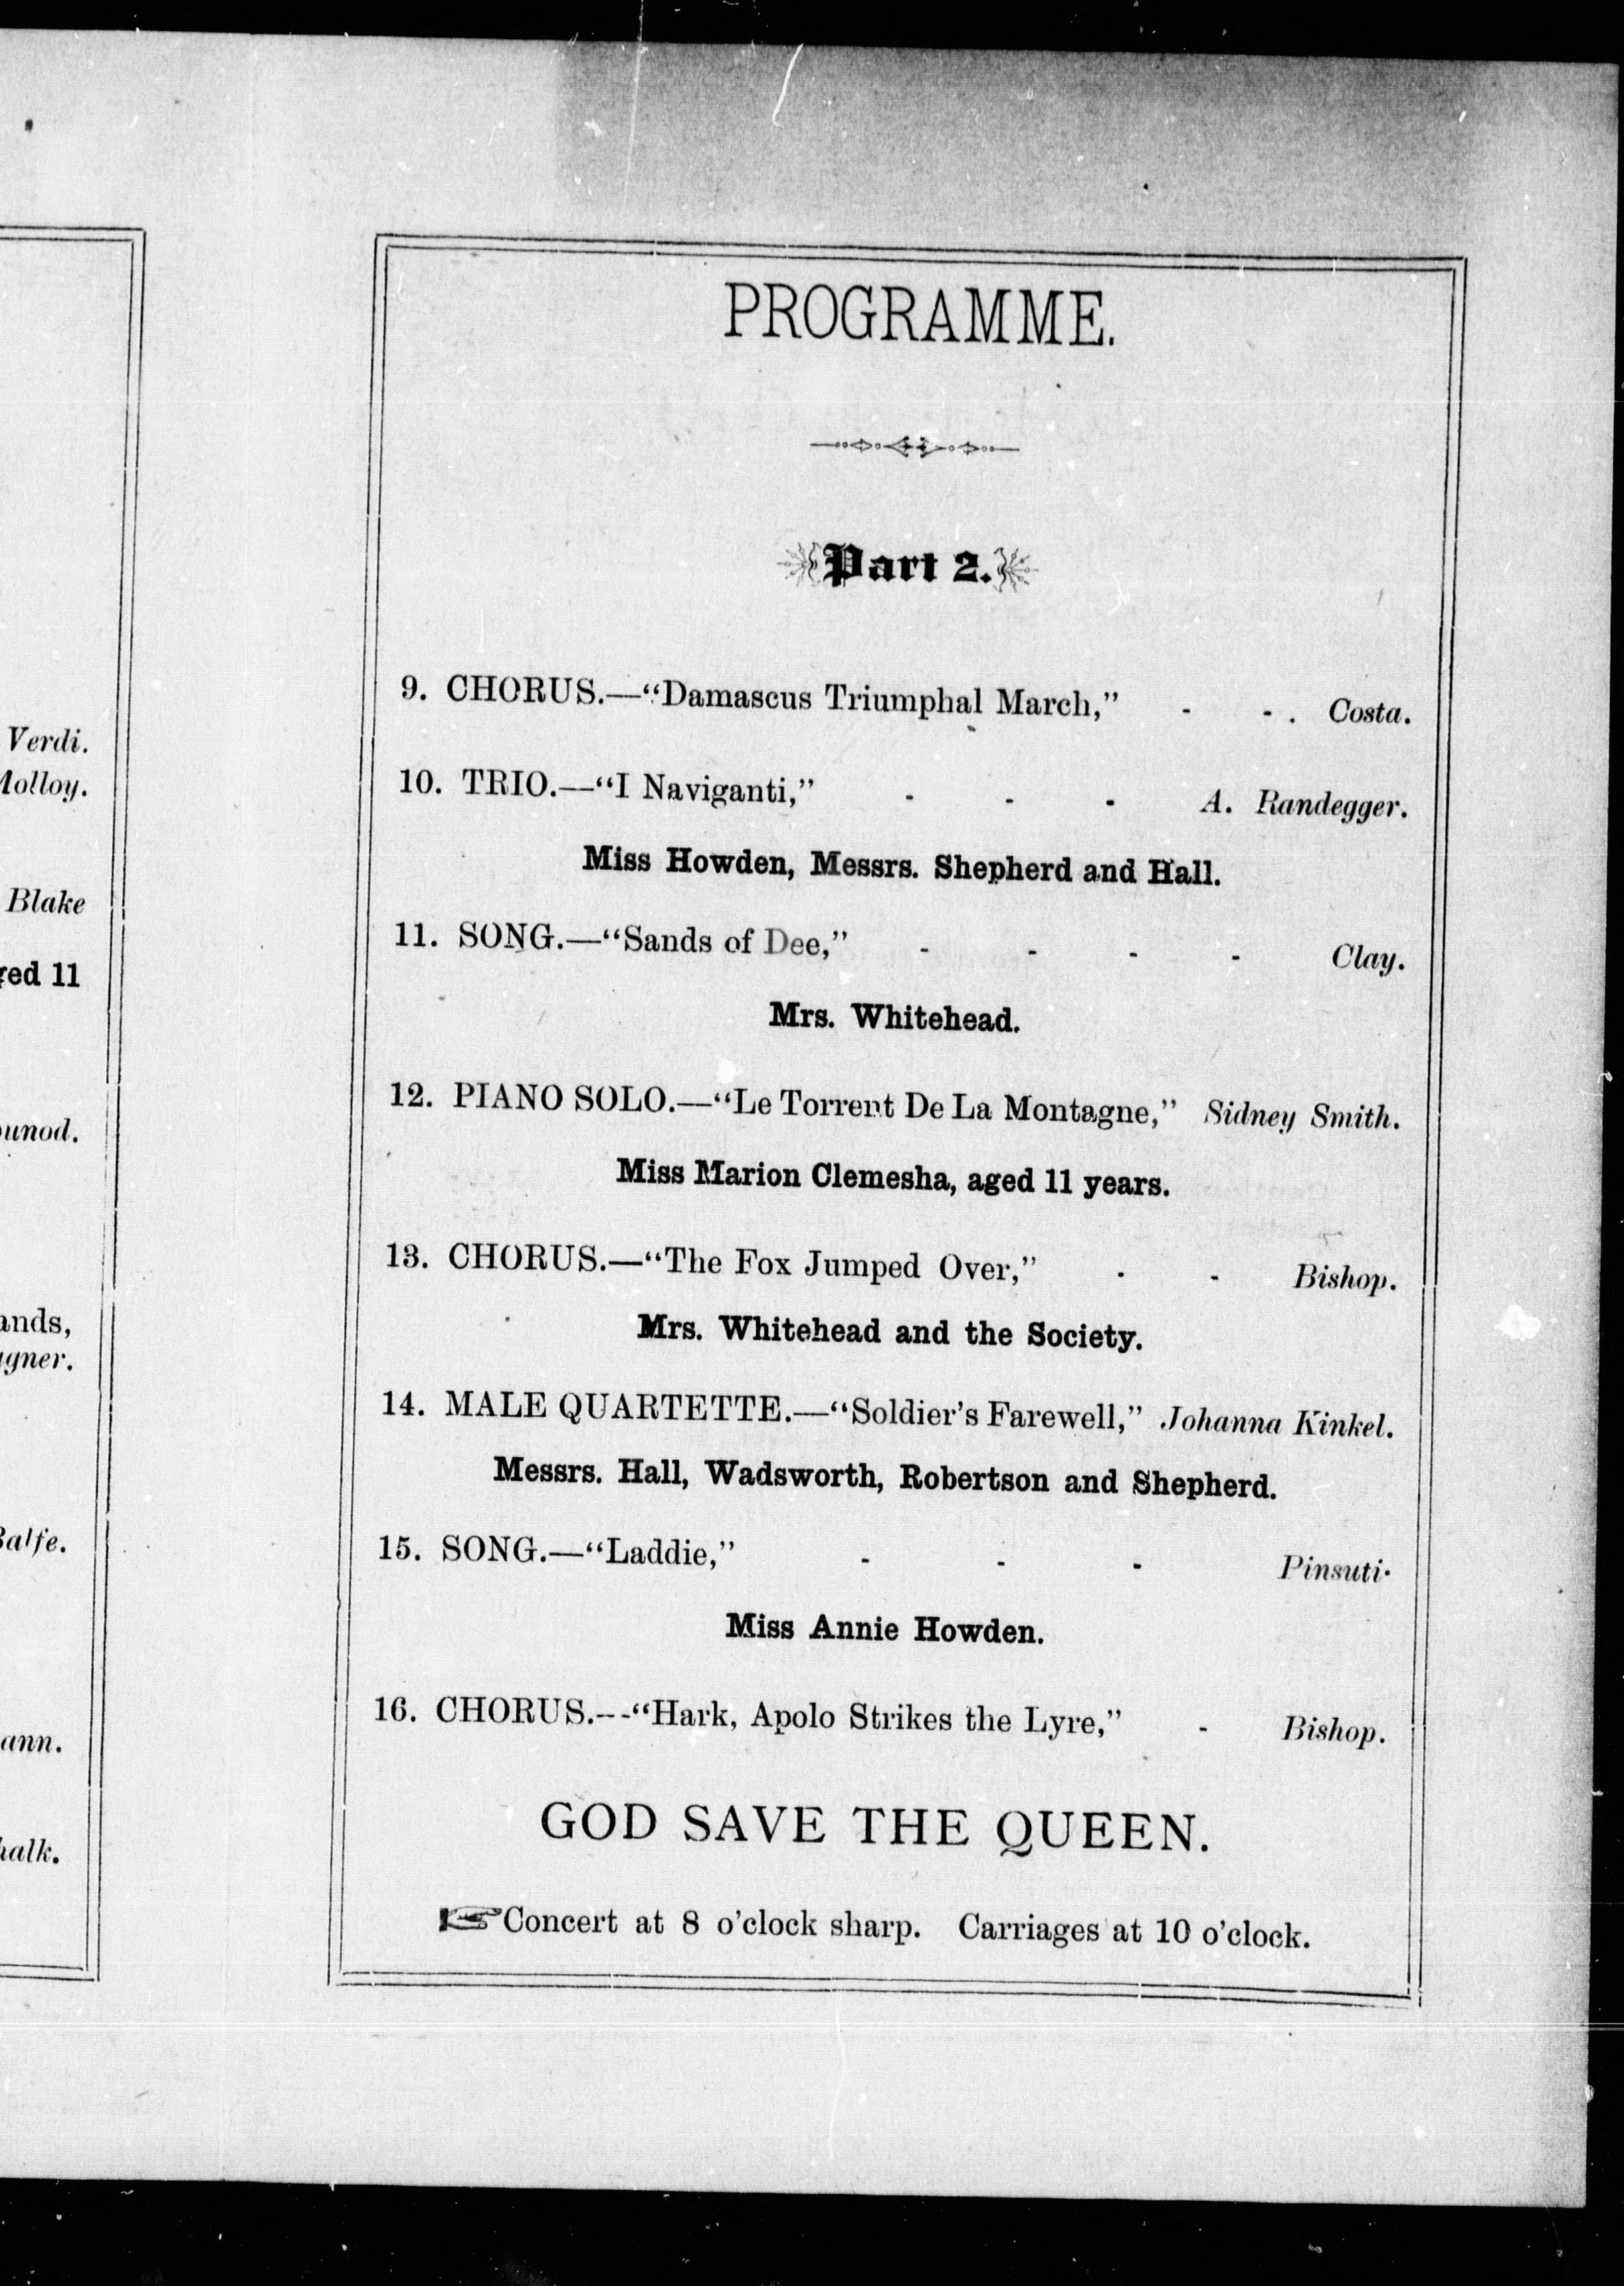 Verdi.
Molloy.
Blake
aged 11
ounod.
ands,
agner.
Balfe.
ann.
halk.
PROGRAMME.
Part 2.
9. CHORUS.—“Damascus Triumphal March,” - - . Costa.
10. TRIO.—“I Naviganti,” - - - A. Randegger.
Miss Howden, Messrs. Shepherd and Hall.
11. SONG.—“Sands of Dee,” - - - - Clay.
Mrs. Whitehead.
12. PIANO SOLO.—“Le Torrent De La Montagne,” Sidney Smith.
Miss Marion Clemesha, aged 11 years.
13. CHORUS.—“The Fox Jumped Over,” - - Bishop.
Mrs. Whitehead and the Society.
14. MALE QUARTETTE.—“Soldier’s Farewell,” Johanna Kinkel.
Messrs. Hall, Wadsworth, Robertson and Shepherd.
15. SONG.—“Laddie,” - - - Pinsuti.
Miss Annie Howden.
16. CHORUS.--“Hark, Apolo Strikes the Lyre,” - Bishop.
GOD SAVE THE QUEEN.
☞Concert at 8 o’clock sharp. Carriages at 10 o’clock.